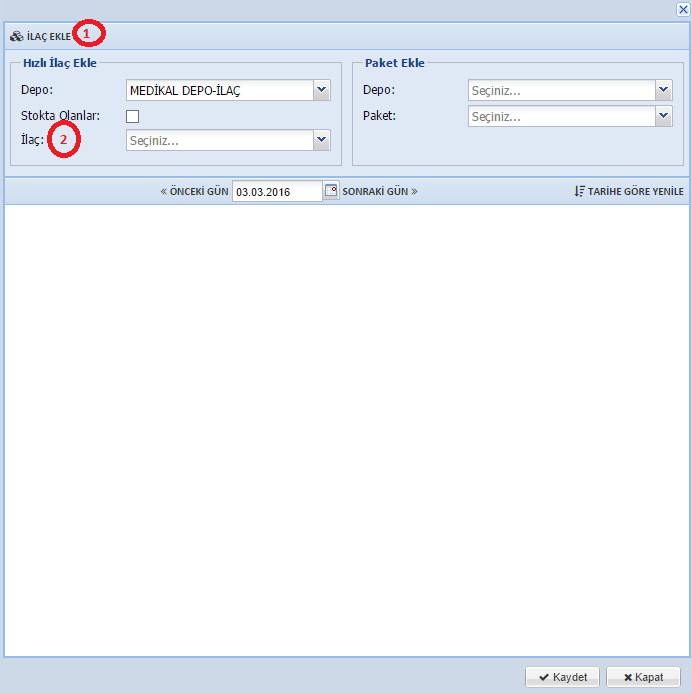 İLAÇ EKLE 1
Hızlı İlaç Ekle
Depo: MEDİKAL DEPO-İLAÇ
Stokta Olanlar:
İlaç: 2 Seçiniz...
Paket Ekle
Depo: Seçiniz...
Paket: Seçiniz...
« ÖNCEKİ GÜN 03.03.2016 SONRAKİ GÜN » TARİHE GÖRE YENİLE
Kaydet Kapat